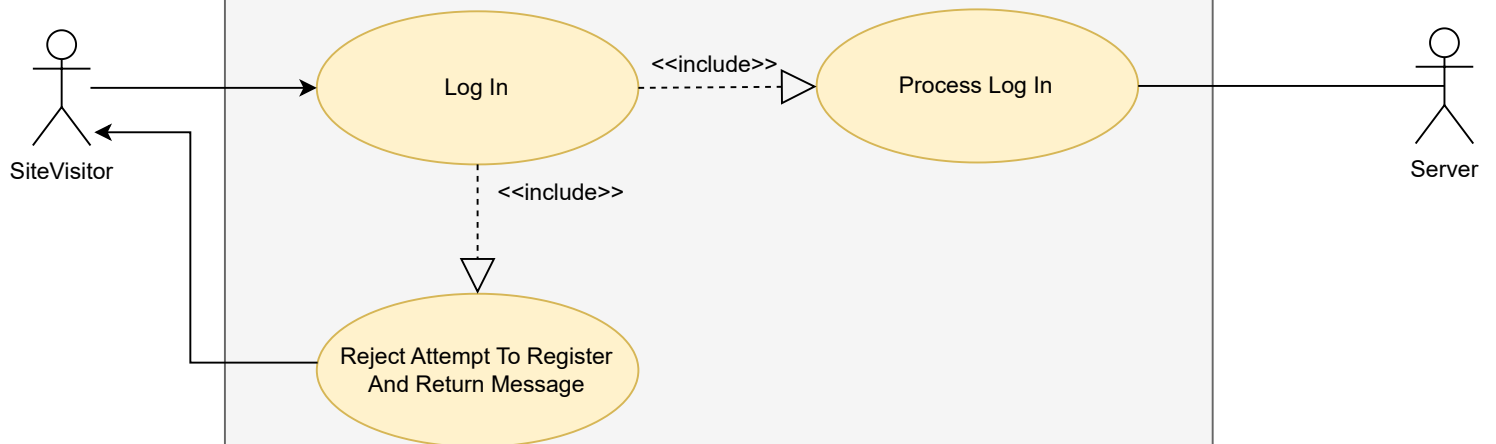 <<include>>
Log In
Process Log In
SiteVisitor
Server
<<include>>
Reject Attempt To Register
And Return Message